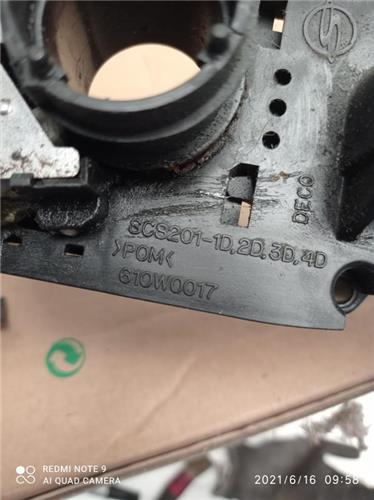 DECO
SCS201-1D,2D,3D,4D
>POM<
610W0017
REDMI NOTE 9
AI QUAD CAMERA
2021/6/16 09:58